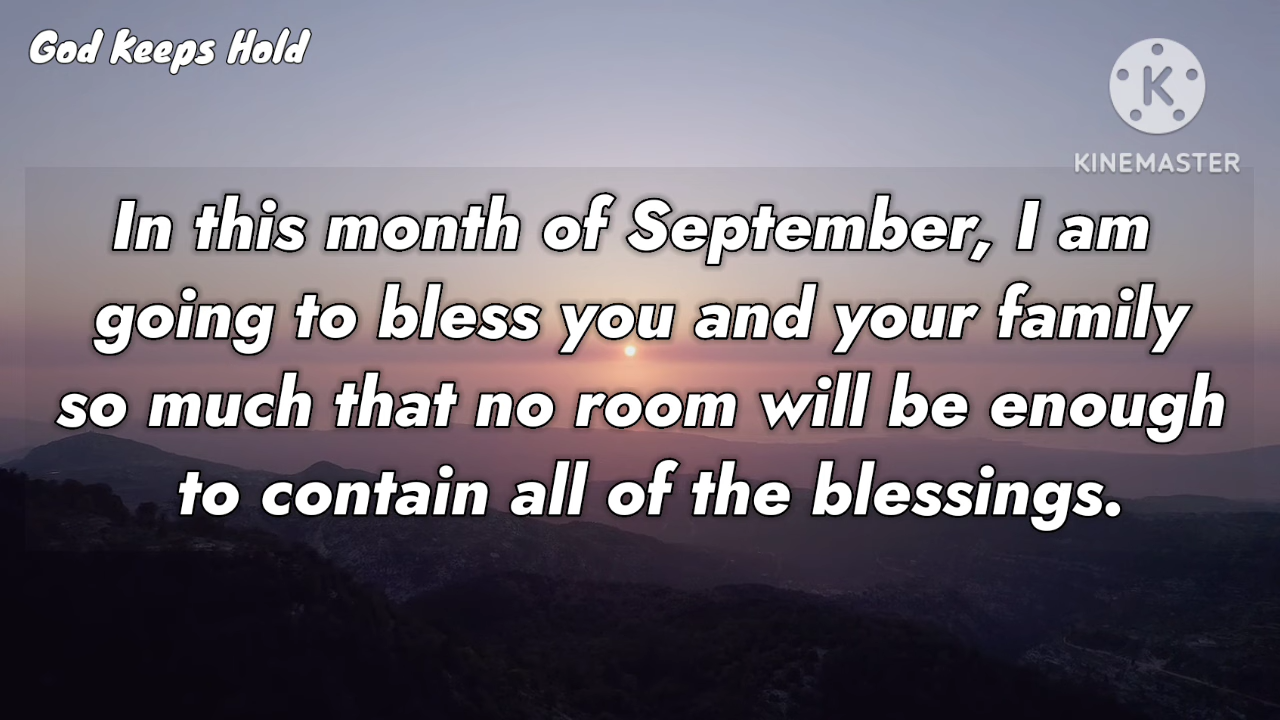 God Keeps Hold
K
KINEMASTER
In this month of September, I am
going to bless you and your family
so much that no room will be enough
to contain all of the blessings.